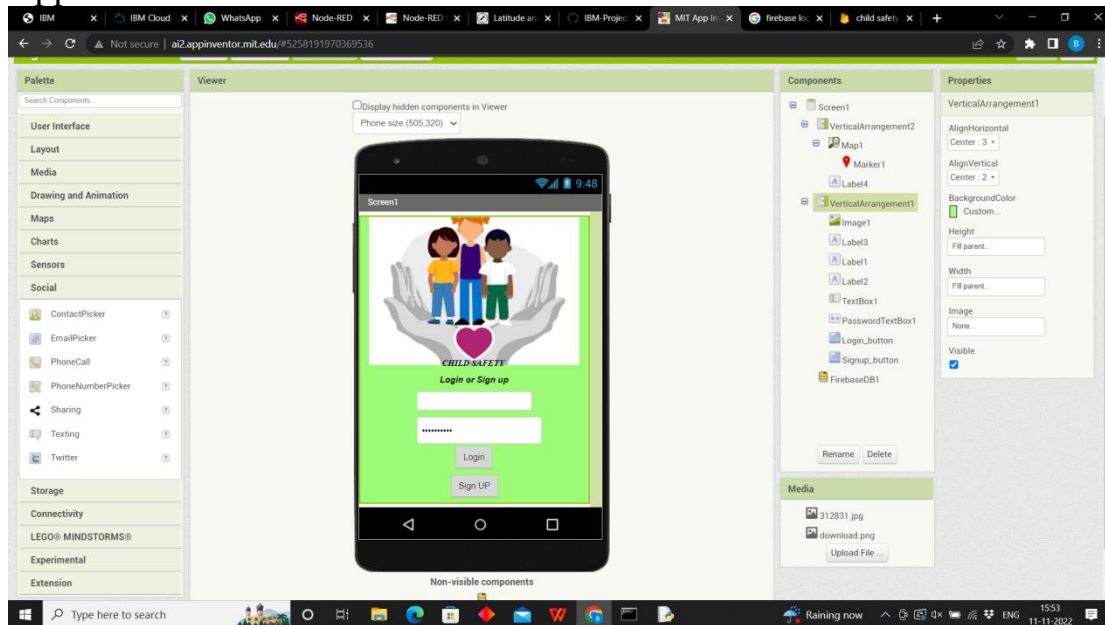 IBM
IBM Cloud
WhatsApp
Node-RED
Node-RED
Latitude an
IBM-Projec
MIT App In
firebase lo
child safety
Not secure | ai2.appinventor.mit.edu/#5258191970369536
B
Palette
Viewer
Components
Properties
Search Components...
User Interface
Layout
Media
Drawing and Animation
Maps
Charts
Sensors
Social
ContactPicker
EmailPicker
PhoneCall
PhoneNumberPicker
Sharing
Texting
Twitter
Storage
Connectivity
LEGO® MINDSTORMS®
Experimental
Extension
Display hidden components in Viewer
Phone size (505,320)
9:48
Screen1
CHILD SAFETY
Login or Sign up
Login
Sign UP
Non-visible components
Screen1
VerticalArrangement2
Map1
Marker1
Label4
VerticalArrangement1
Image1
Label3
Label1
Label2
TextBox1
PasswordTextBox1
Login_button
Signup_button
FirebaseDB1
Rename
Delete
Media
312831.jpg
download.png
Upload File ...
VerticalArrangement1
AlignHorizontal
Center : 3
AlignVertical
Center : 2
BackgroundColor
Custom...
Height
Fill parent...
Width
Fill parent...
Image
None...
Visible
Type here to search
Raining now
ENG
15:53
11-11-2022